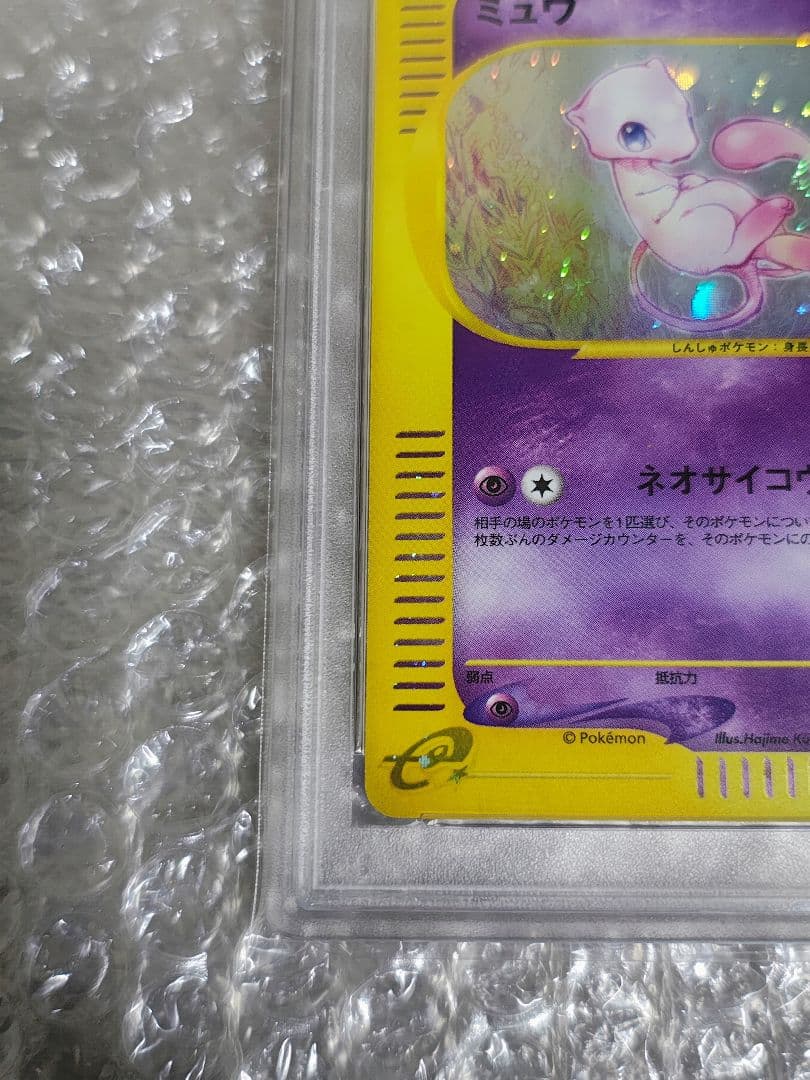 ミュウ
しんしゅポケモン：身長
ネオサイコウ
相手の場のポケモンを1匹選び、そのポケモンについ
枚数ぶんのダメージカウンターを、そのポケモンにの
弱点 抵抗力
© Pokémon Illus. Hajime Ku
e